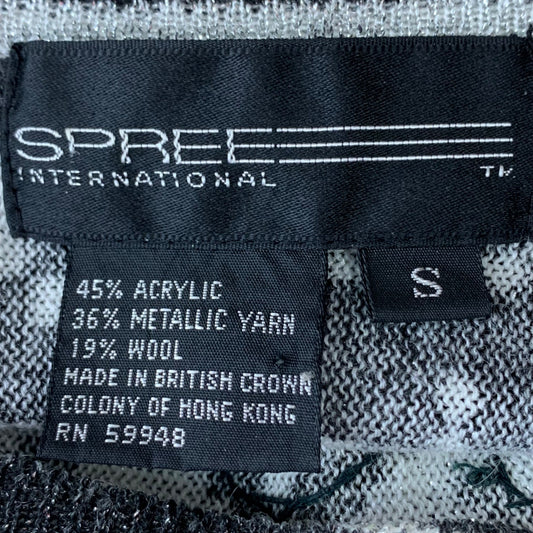 SPREE
INTERNATIONAL TM
S
45% ACRYLIC
36% METALLIC YARN
19% WOOL
MADE IN BRITISH CROWN
COLONY OF HONG KONG
RN 59948